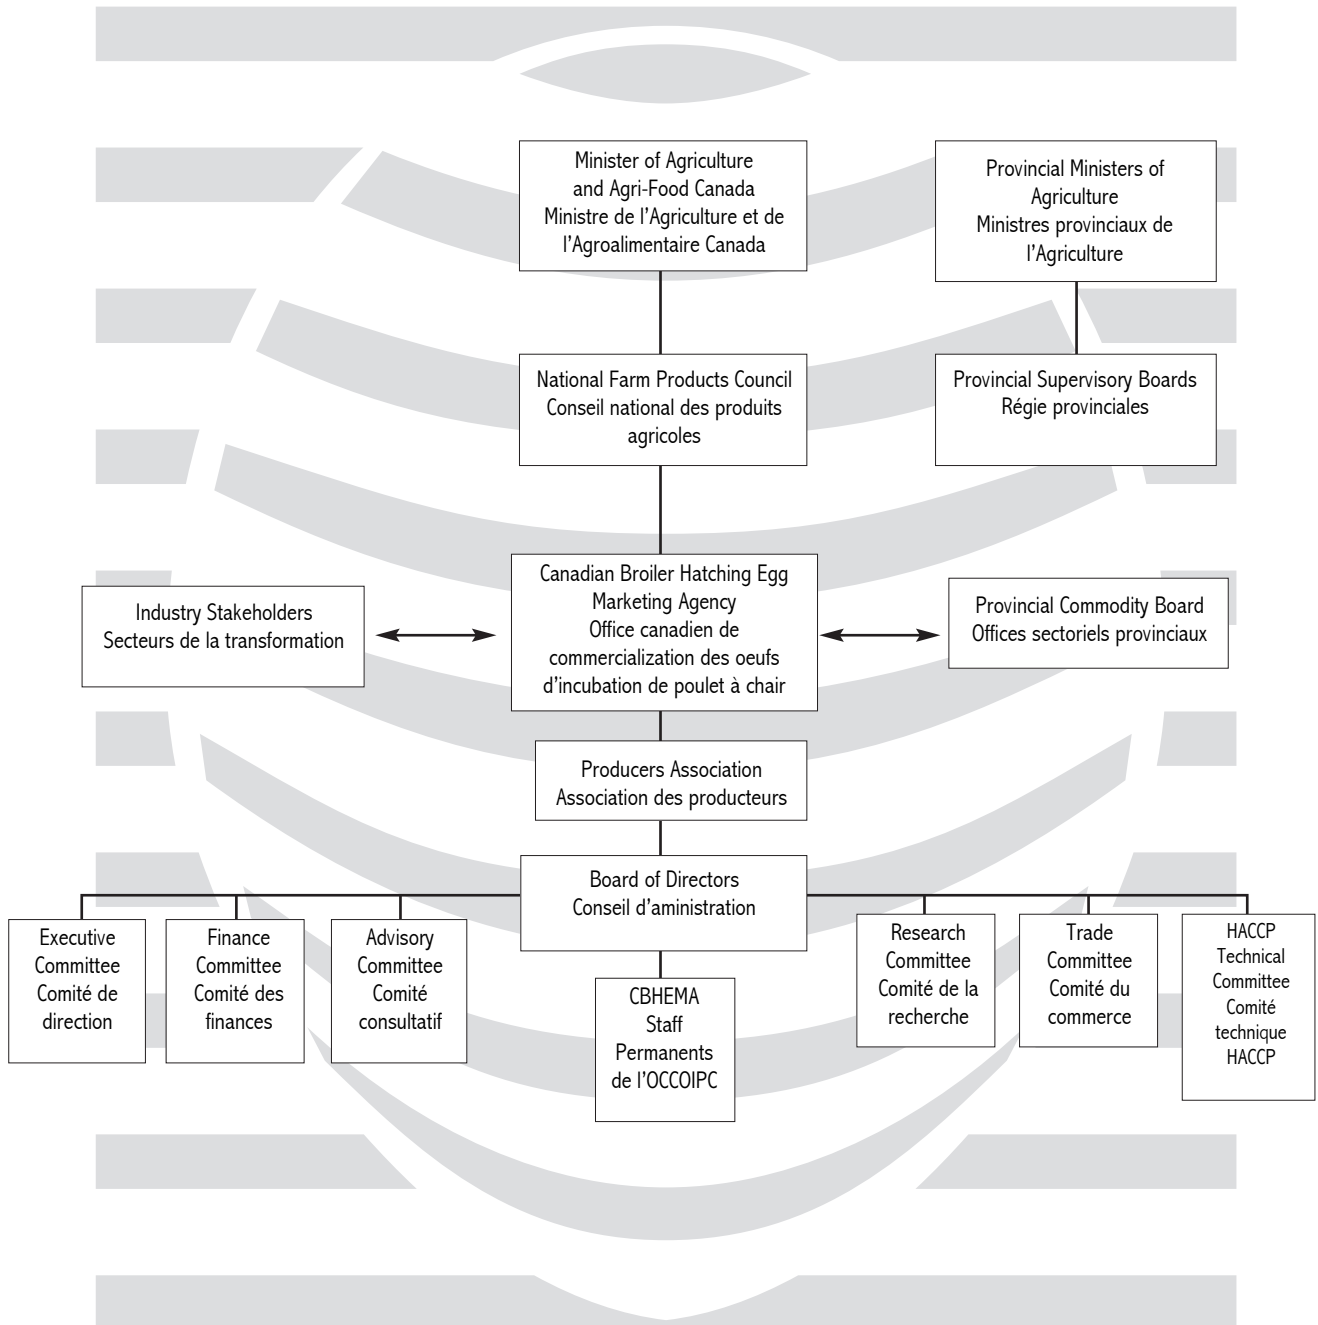 Minister of Agriculture
and Agri-Food Canada
Ministre de l'Agriculture et de
l'Agroalimentaire Canada
Provincial Ministers of
Agriculture
Ministres provinciaux de
l'Agriculture
National Farm Products Council
Conseil national des produits
agricoles
Provincial Supervisory Boards
Régie provinciales
Industry Stakeholders
Secteurs de la transformation
Canadian Broiler Hatching Egg
Marketing Agency
Office canadien de
commercialization des oeufs
d'incubation de poulet à chair
Provincial Commodity Board
Offices sectoriels provinciaux
Producers Association
Association des producteurs
Board of Directors
Conseil d'aministration
Executive
Committee
Comité de
direction
Finance
Committee
Comité des
finances
Advisory
Committee
Comité
consultatif
CBHEMA
Staff
Permanents
de l'OCCOIPC
Research
Committee
Comité de la
recherche
Trade
Committee
Comité du
commerce
HACCP
Technical
Committee
Comité
technique
HACCP